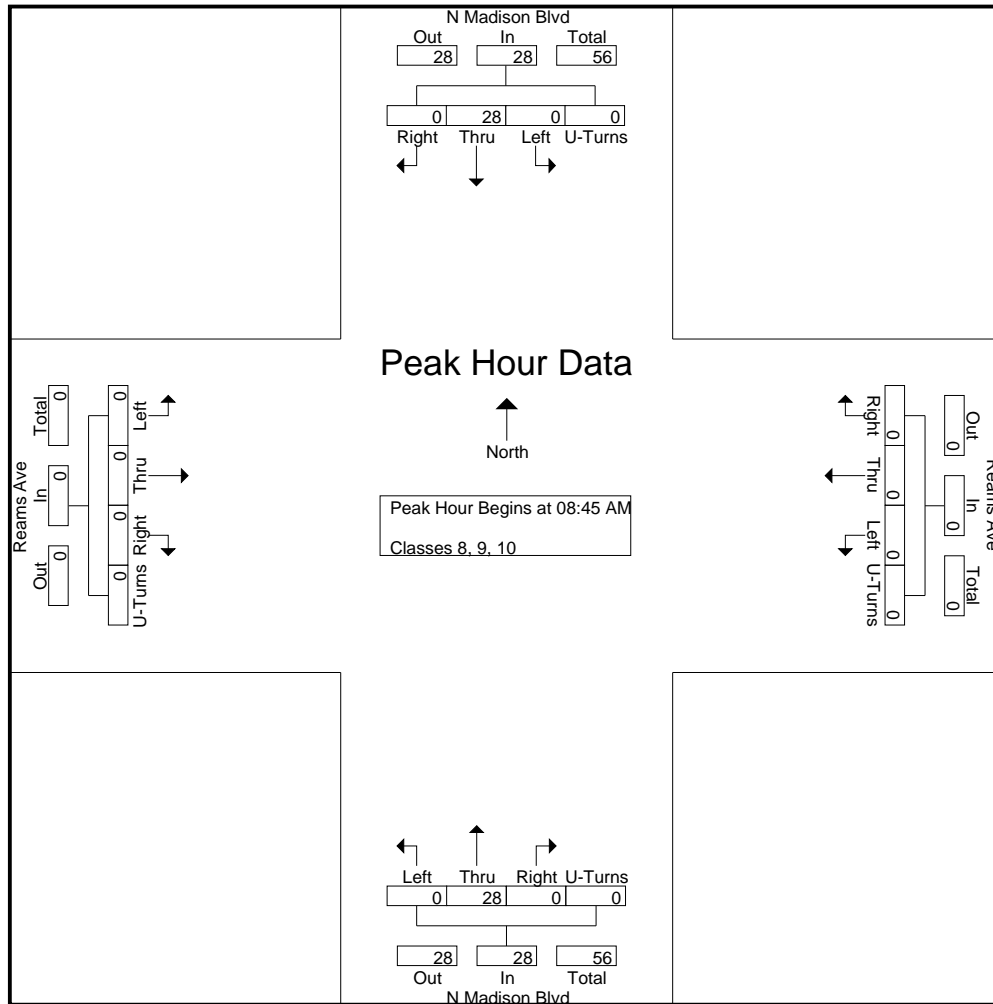 N Madison Blvd
Out In Total
28 28 56
0 28 0 0
Right Thru Left U-Turns
Peak Hour Data
North
Peak Hour Begins at 08:45 AM
Classes 8, 9, 10
Reams Ave
Total In Out
0 0 0
0 0 0 0
Left Thru Right U-Turns
Right Thru Left U-Turns
0 0 0 0
Out In Total
0 0 0
Reams Ave
Left Thru Right U-Turns
0 28 0 0
28 28 56
Out In Total
N Madison Blvd